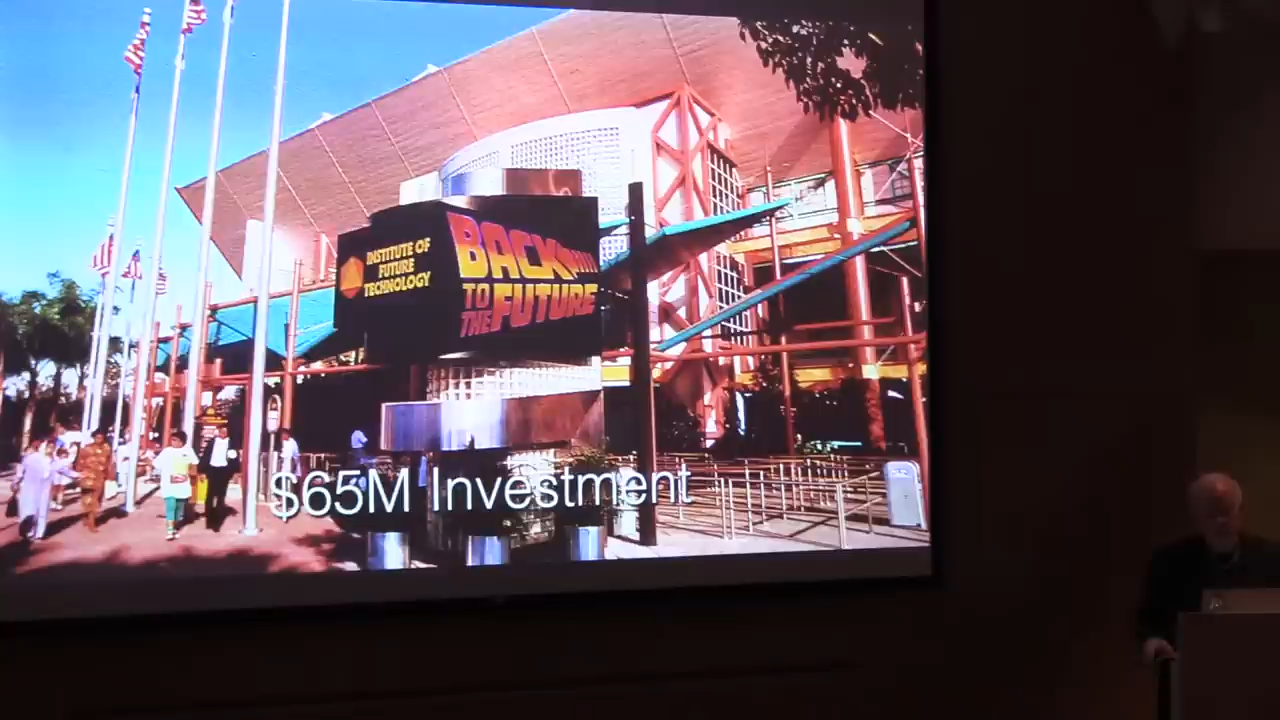 INSTITUTE OF
FUTURE
TECHNOLOGY
BACK
TO
THE FUTURE
$65M Investment